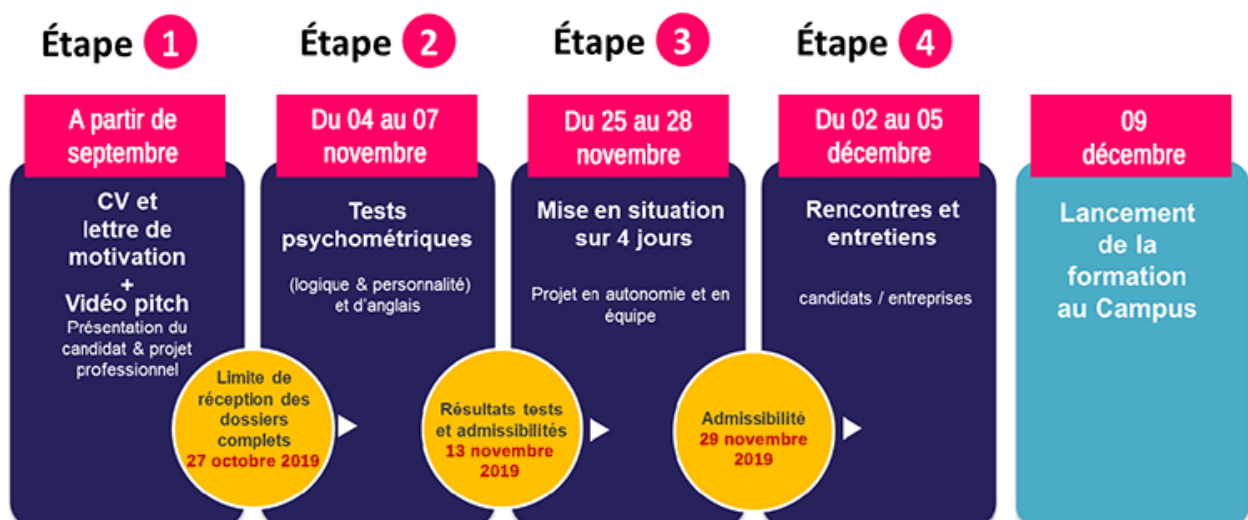 Étape 1
A partir de
septembre
CV et
lettre de
motivation
+
Vidéo pitch
Présentation du
candidat & projet
professionnel
Limite de
réception des
dossiers
complets
27 octobre 2019
Étape 2
Du 04 au 07
novembre
Tests
psychométriques
(logique & personnalité)
et d'anglais
Résultats tests
et admissibilités
13 novembre
2019
Étape 3
Du 25 au 28
novembre
Mise en situation
sur 4 jours
Projet en autonomie et en
équipe
Admissibilité
29 novembre
2019
Étape 4
Du 02 au 05
décembre
Rencontres et
entretiens
candidats / entreprises
09
décembre
Lancement
de la
formation
au Campus